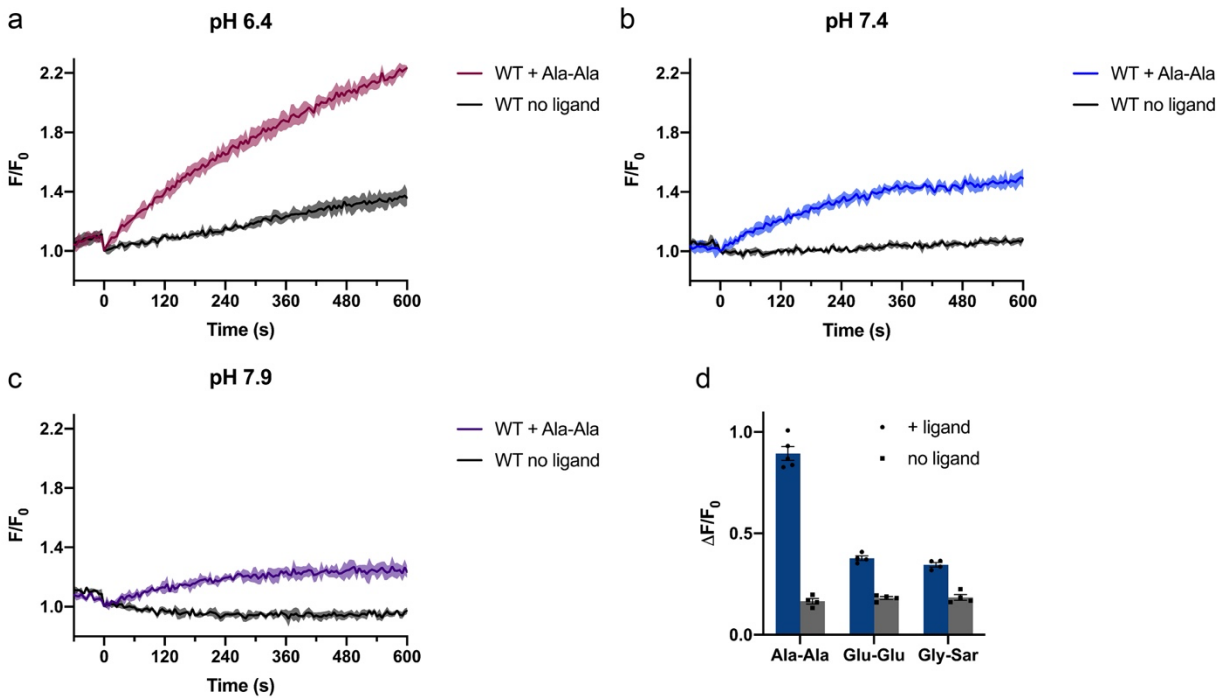 a
pH 6.4
F/F0
2.2
1.8
1.4
1.0
0 120 240 360 480 600
Time (s)
WT + Ala-Ala
WT no ligand
b
pH 7.4
F/F0
2.2
1.8
1.4
1.0
0 120 240 360 480 600
Time (s)
WT + Ala-Ala
WT no ligand
c
pH 7.9
F/F0
2.2
1.8
1.4
1.0
0 120 240 360 480 600
Time (s)
WT + Ala-Ala
WT no ligand
d
ΔF/F0
1.0
0.5
0.0
Ala-Ala Glu-Glu Gly-Sar
+ ligand
no ligand